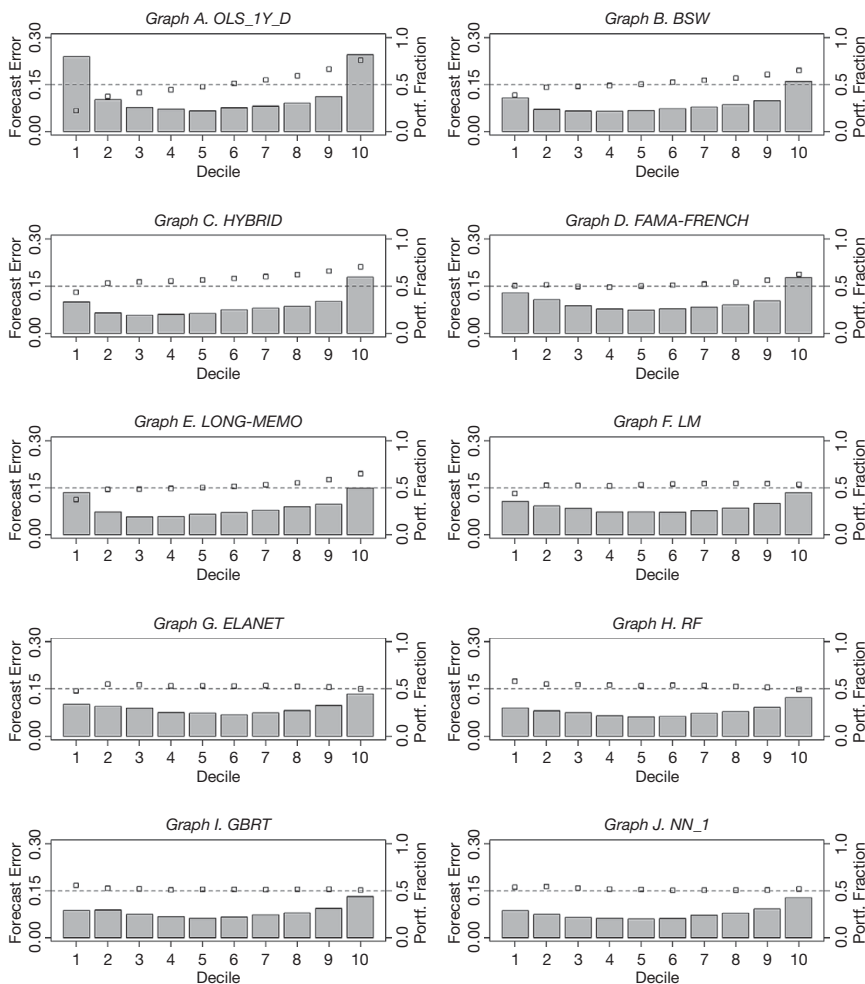 Graph A. OLS_1Y_D
Forecast Error
0.00 0.15 0.30
0.0 0.5 1.0
Portf. Fraction
1 2 3 4 5 6 7 8 9 10
Decile
Graph B. BSW
Forecast Error
0.00 0.15 0.30
0.0 0.5 1.0
Portf. Fraction
1 2 3 4 5 6 7 8 9 10
Decile
Graph C. HYBRID
Forecast Error
0.00 0.15 0.30
0.0 0.5 1.0
Portf. Fraction
1 2 3 4 5 6 7 8 9 10
Decile
Graph D. FAMA-FRENCH
Forecast Error
0.00 0.15 0.30
0.0 0.5 1.0
Portf. Fraction
1 2 3 4 5 6 7 8 9 10
Decile
Graph E. LONG-MEMO
Forecast Error
0.00 0.15 0.30
0.0 0.5 1.0
Portf. Fraction
1 2 3 4 5 6 7 8 9 10
Decile
Graph F. LM
Forecast Error
0.00 0.15 0.30
0.0 0.5 1.0
Portf. Fraction
1 2 3 4 5 6 7 8 9 10
Decile
Graph G. ELANET
Forecast Error
0.00 0.15 0.30
0.0 0.5 1.0
Portf. Fraction
1 2 3 4 5 6 7 8 9 10
Decile
Graph H. RF
Forecast Error
0.00 0.15 0.30
0.0 0.5 1.0
Portf. Fraction
1 2 3 4 5 6 7 8 9 10
Decile
Graph I. GBRT
Forecast Error
0.00 0.15 0.30
0.0 0.5 1.0
Portf. Fraction
1 2 3 4 5 6 7 8 9 10
Decile
Graph J. NN_1
Forecast Error
0.00 0.15 0.30
0.0 0.5 1.0
Portf. Fraction
1 2 3 4 5 6 7 8 9 10
Decile